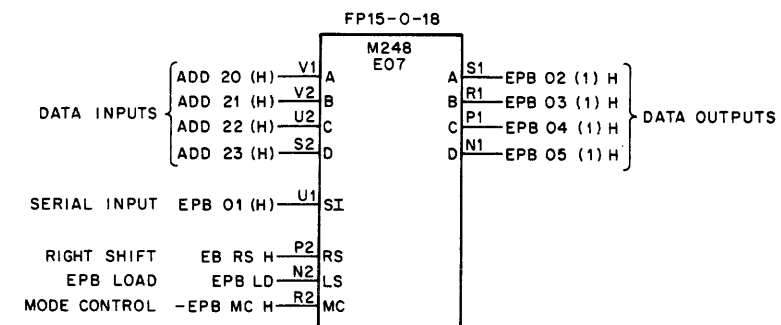 FP15-0-18
M248
E07
ADD 20 (H) V1 A A S1 EPB 02 (1) H
ADD 21 (H) V2 B B R1 EPB 03 (1) H
DATA INPUTS DATA OUTPUTS
ADD 22 (H) U2 C C P1 EPB 04 (1) H
ADD 23 (H) S2 D D N1 EPB 05 (1) H
SERIAL INPUT EPB 01 (H) U1 SI
RIGHT SHIFT EB RS H P2 RS
EPB LOAD EPB LD N2 LS
MODE CONTROL -EPB MC H R2 MC